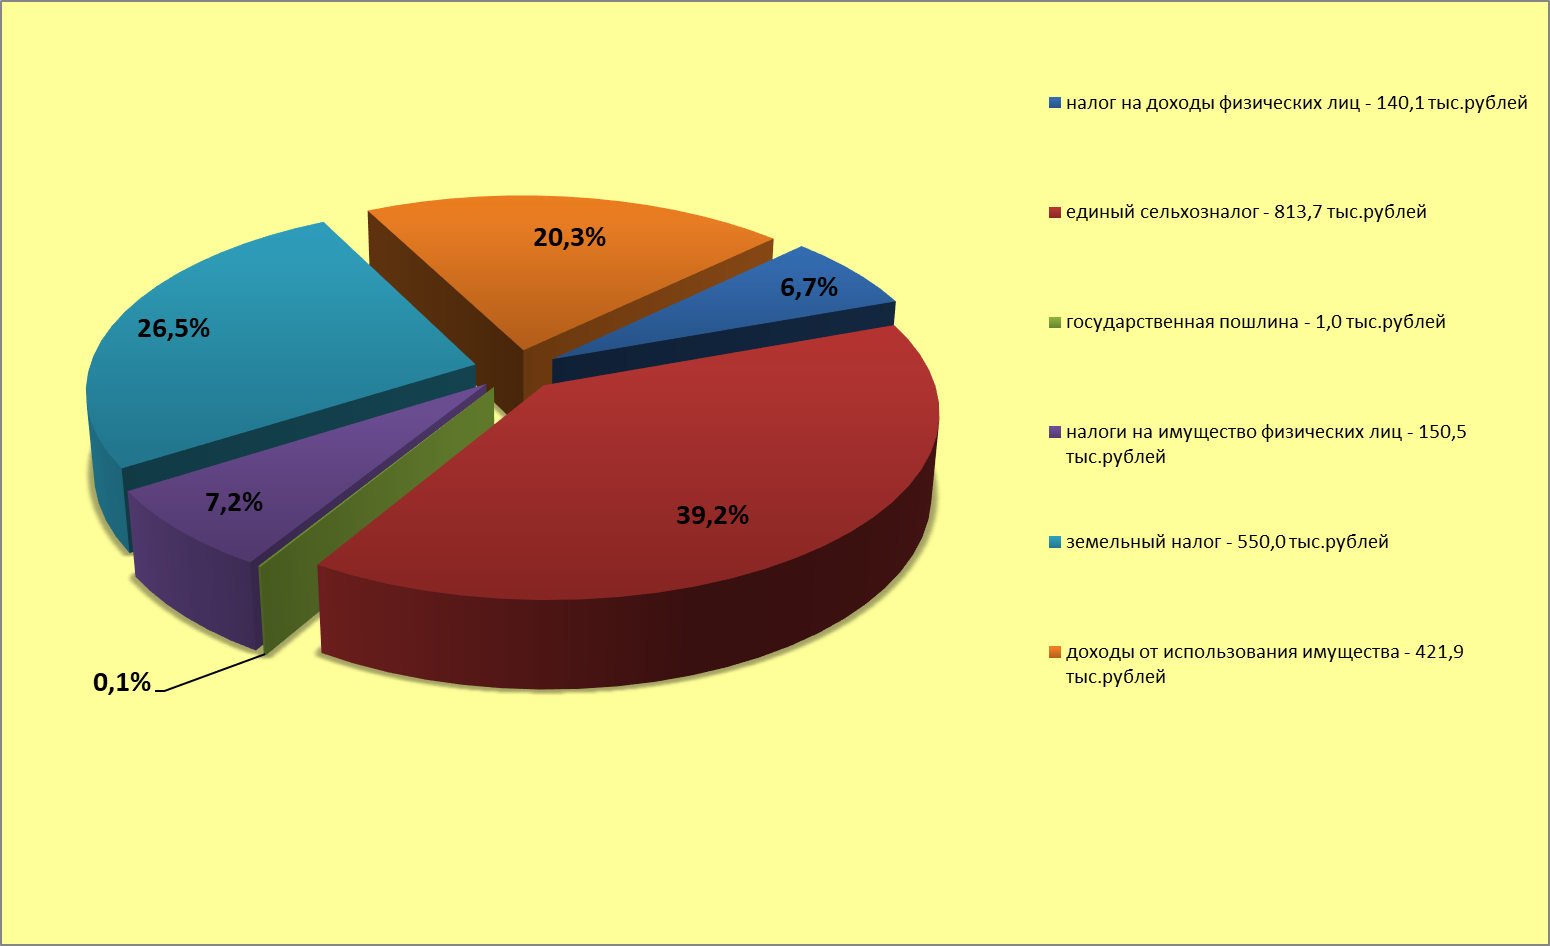 20,3%
6,7%
26,5%
7,2%
39,2%
0,1%
налог на доходы физических лиц - 140,1 тыс.рублей
единый сельхозналог - 813,7 тыс.рублей
государственная пошлина - 1,0 тыс.рублей
налоги на имущество физических лиц - 150,5
тыс.рублей
земельный налог - 550,0 тыс.рублей
доходы от использования имущества - 421,9
тыс.рублей